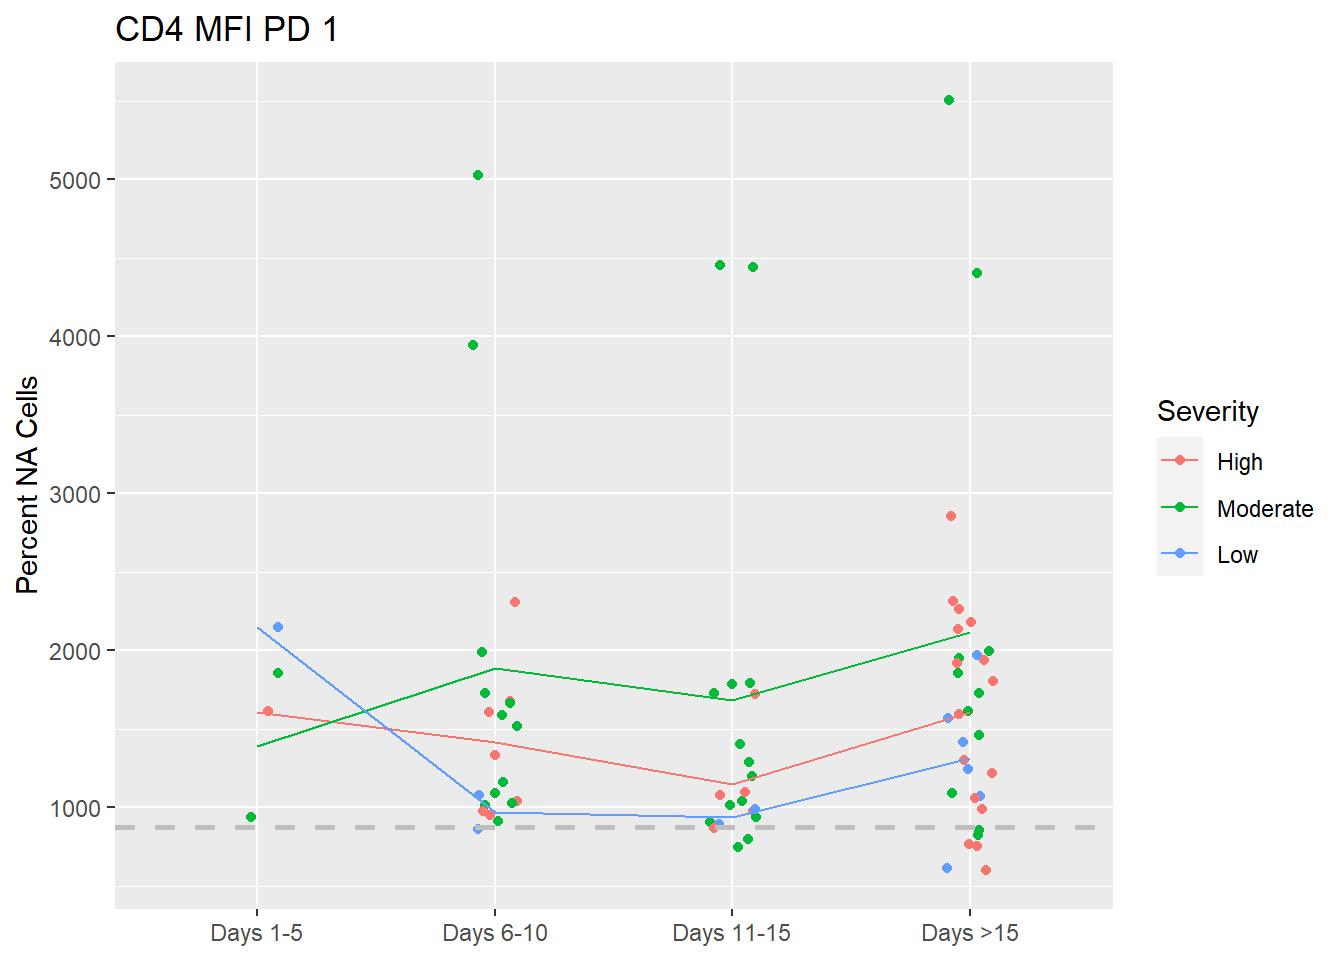 CD4 MFI PD 1
Percent NA Cells
5000
4000
3000
2000
1000
Days 1-5
Days 6-10
Days 11-15
Days >15
Severity
High
Moderate
Low